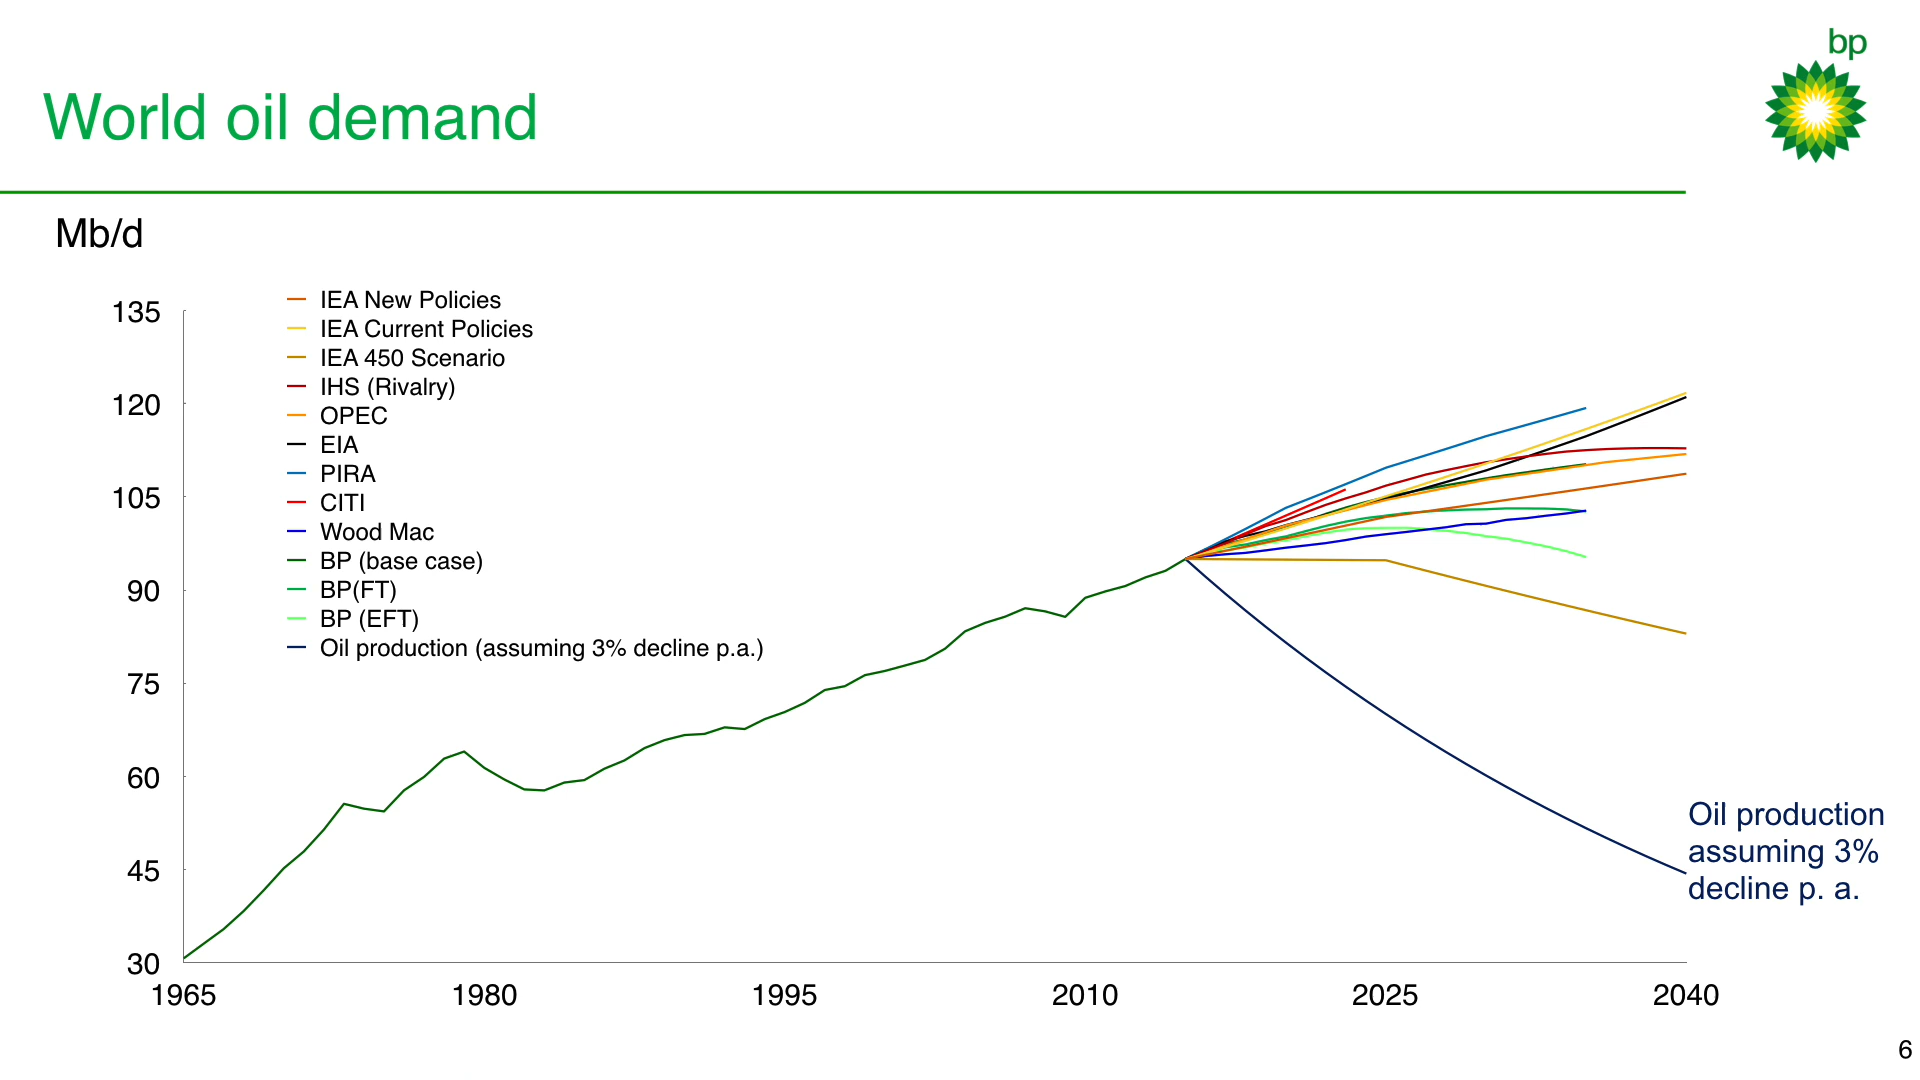 bp
World oil demand
Mb/d
IEA New Policies
IEA Current Policies
IEA 450 Scenario
IHS (Rivalry)
OPEC
EIA
PIRA
CITI
Wood Mac
BP (base case)
BP(FT)
BP (EFT)
Oil production (assuming 3% decline p.a.)
135
120
105
90
75
60
45
30
Oil production
assuming 3%
decline p. a.
1965 1980 1995 2010 2025 2040
6